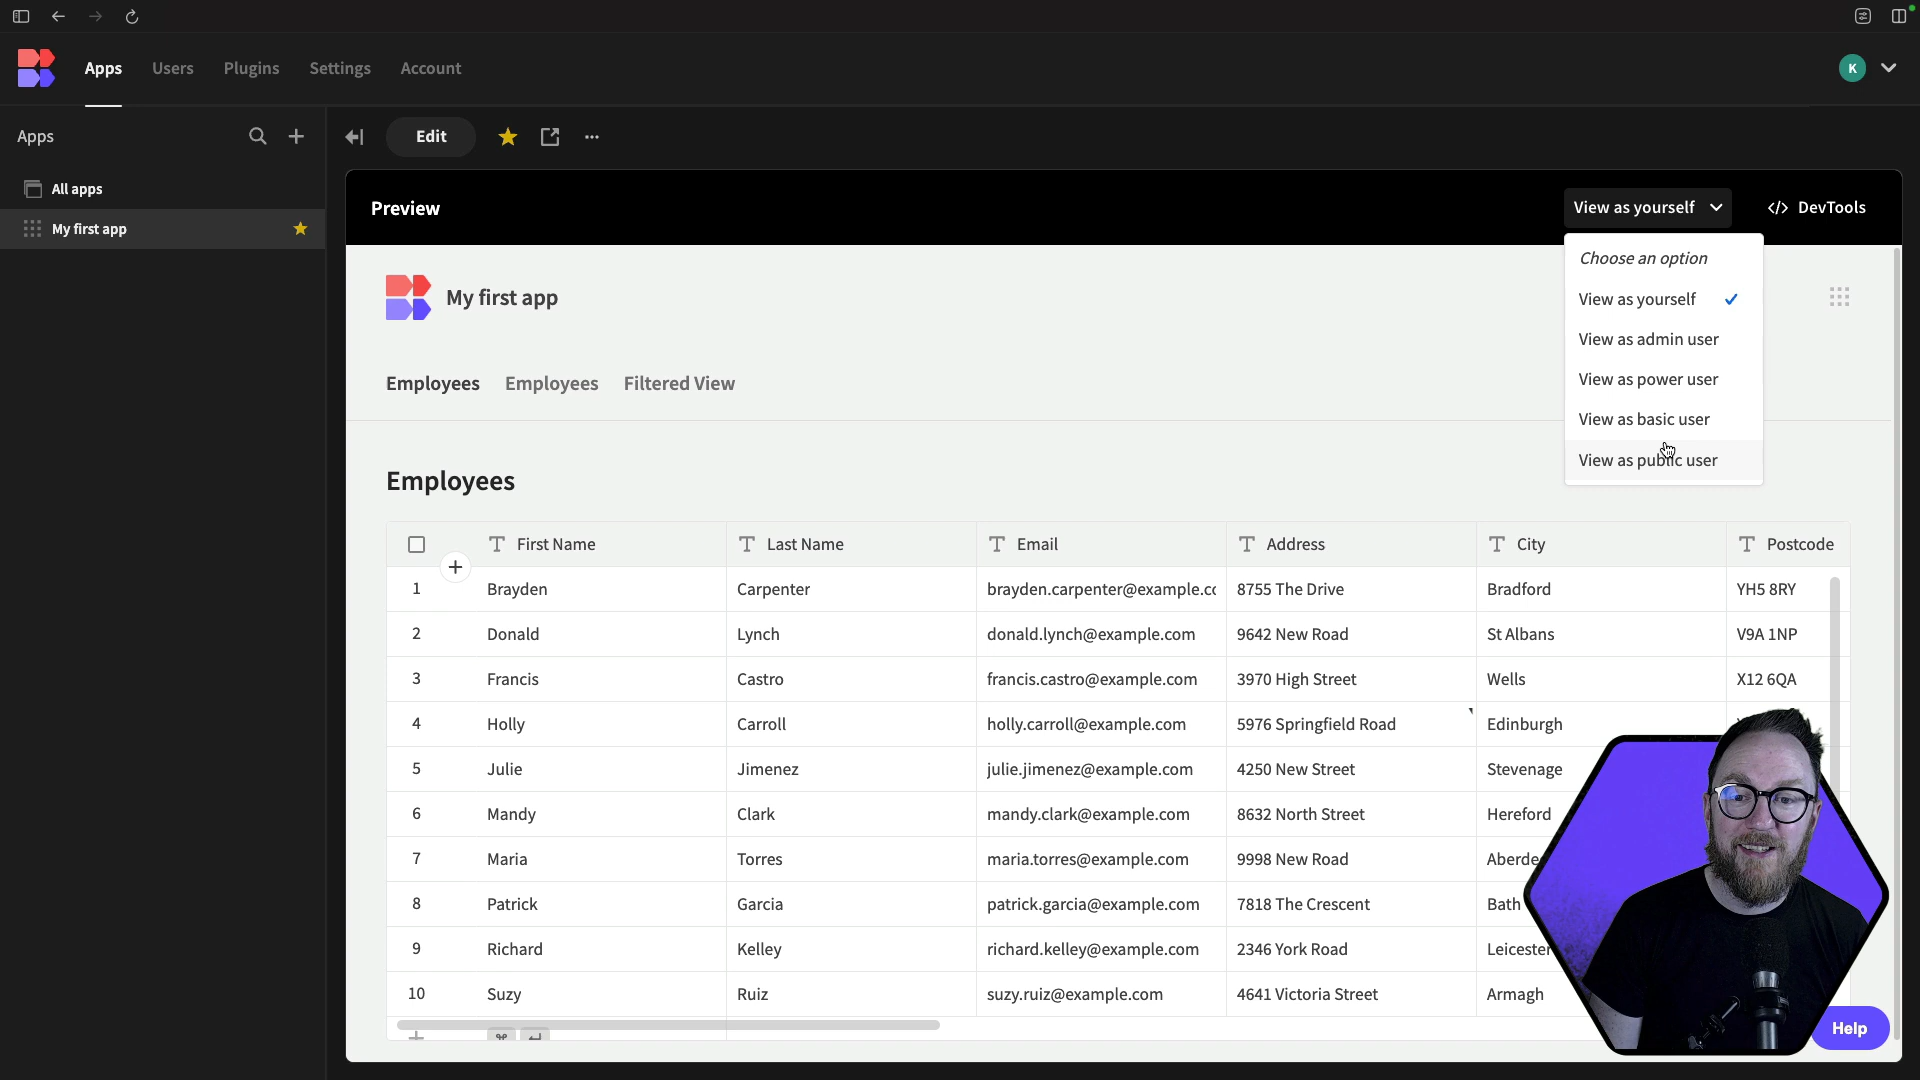 Apps Users Plugins Settings Account K
Apps
All apps
My first app
Edit
Preview
View as yourself
DevTools
Choose an option
View as yourself
View as admin user
View as power user
View as basic user
View as public user
My first app
Employees Employees Filtered View
Employees
First Name Last Name Email Address City Postcode
1 Brayden Carpenter brayden.carpenter@example.co 8755 The Drive Bradford YH5 8RY
2 Donald Lynch donald.lynch@example.com 9642 New Road St Albans V9A 1NP
3 Francis Castro francis.castro@example.com 3970 High Street Wells X12 6QA
4 Holly Carroll holly.carroll@example.com 5976 Springfield Road Edinburgh
5 Julie Jimenez julie.jimenez@example.com 4250 New Street Stevenage
6 Mandy Clark mandy.clark@example.com 8632 North Street Hereford
7 Maria Torres maria.torres@example.com 9998 New Road
8 Patrick Garcia patrick.garcia@example.com 7818 The Crescent Bath
9 Richard Kelley richard.kelley@example.com 2346 York Road Leicester
10 Suzy Ruiz suzy.ruiz@example.com 4641 Victoria Street Armagh
Help